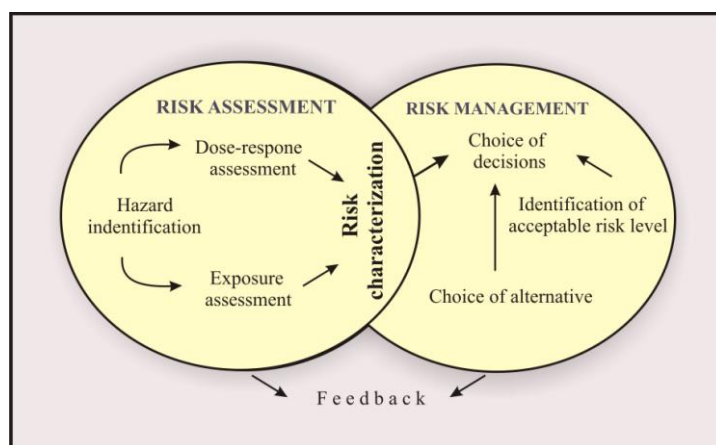 RISK ASSESSMENT
Dose-respone
assessment
Hazard
indentification
Exposure
assessment
Risk
characterization
RISK MANAGEMENT
Choice of
decisions
Identification of
acceptable risk level
Choice of alternative
Feedback